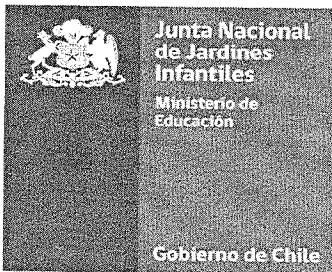 Junta Nacional
de Jardines
Infantiles
Ministerio de
Educación
Gobierno de Chile